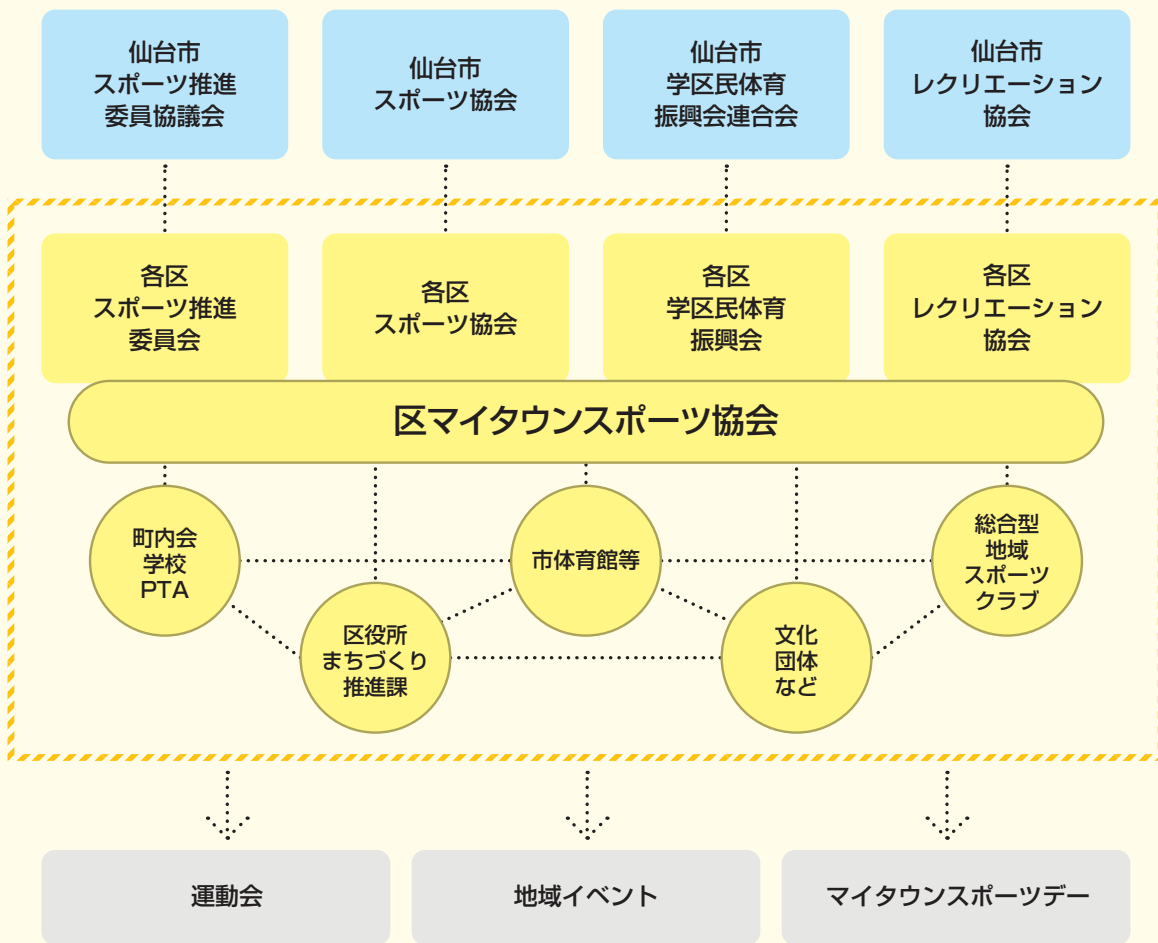 仙台市
スポーツ推進
委員協議会
仙台市
スポーツ協会
仙台市
学区民体育
振興会連合会
仙台市
レクリエーション
協会
各区
スポーツ推進
委員会
各区
スポーツ協会
各区
学区民体育
振興会
各区
レクリエーション
協会
区マイタウンスポーツ協会
町内会
学校
PTA
区役所
まちづくり
推進課
市体育館等
文化
団体
など
総合型
地域
スポーツ
クラブ
運動会
地域イベント
マイタウンスポーツデー